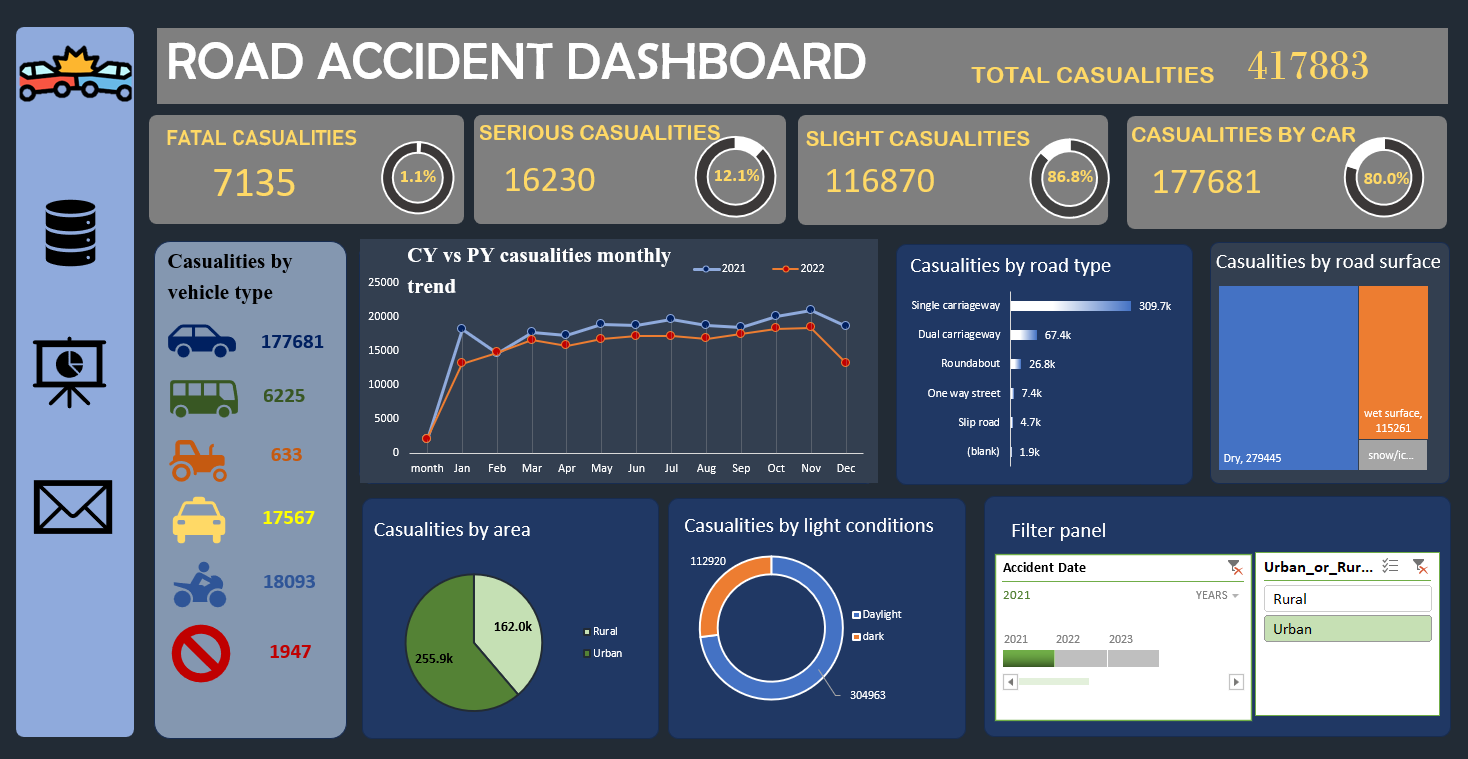 ROAD ACCIDENT DASHBOARD
TOTAL CASUALITIES 417883
FATAL CASUALITIES
7135
1.1%
SERIOUS CASUALITIES
16230
12.1%
SLIGHT CASUALITIES
116870
86.8%
CASUALITIES BY CAR
177681
80.0%
Casualities by
vehicle type
177681
6225
633
17567
18093
1947
CY vs PY casualities monthly
trend
2021 2022
25000
20000
15000
10000
5000
0
month Jan Feb Mar Apr May Jun Jul Aug Sep Oct Nov Dec
Casualities by road type
Single carriageway 309.7k
Dual carriageway 67.4k
Roundabout 26.8k
One way street 7.4k
Slip road 4.7k
(blank) 1.9k
Casualities by road surface
Dry, 279445
wet surface,
115261
snow/ic...
Casualities by area
162.0k
255.9k
Rural
Urban
Casualities by light conditions
112920
304963
Daylight
dark
Filter panel
Accident Date
2021 YEARS
2021 2022 2023
Urban_or_Rur...
Rural
Urban